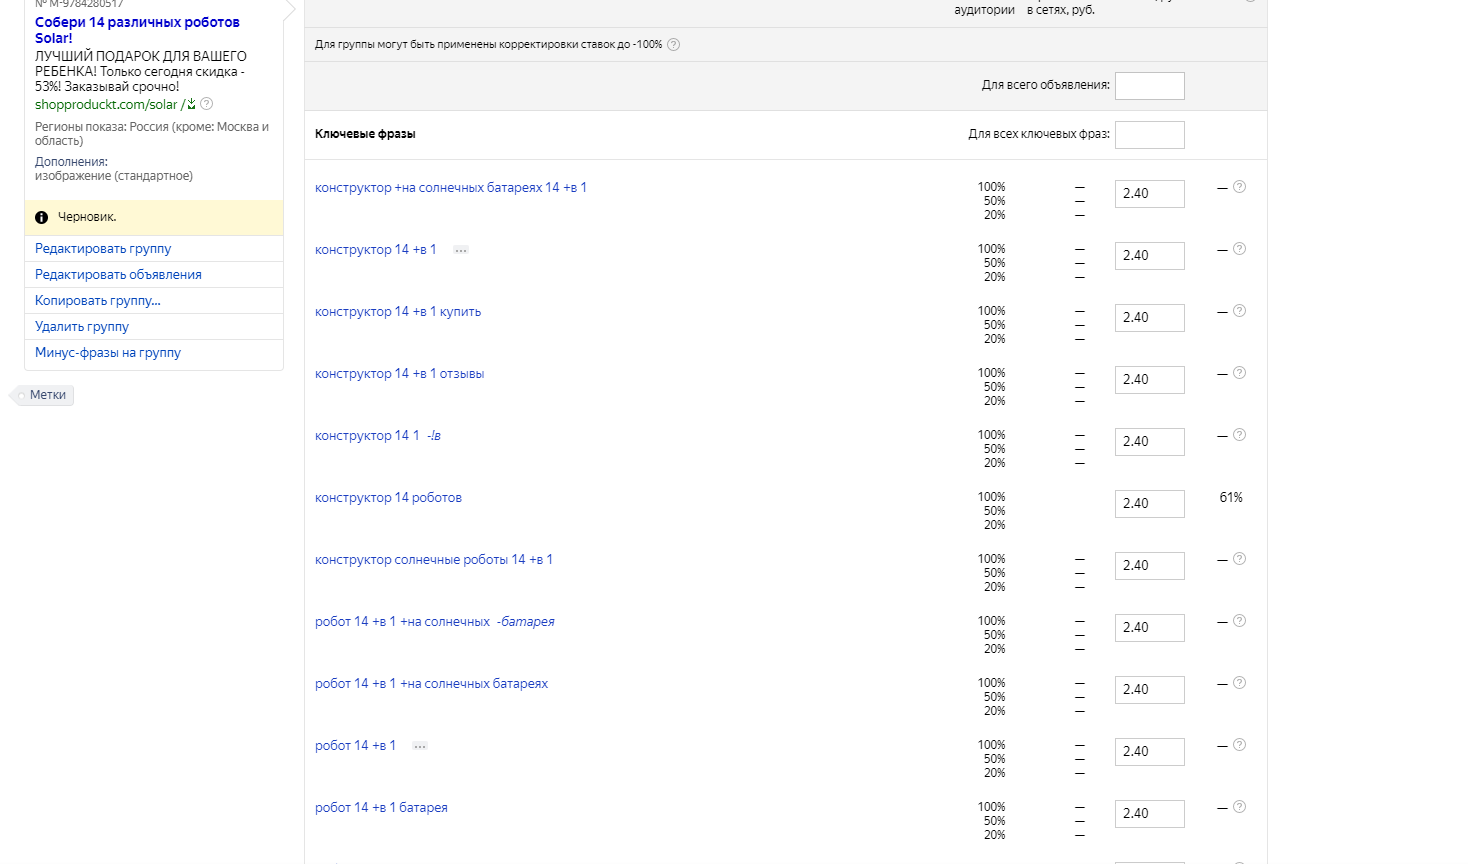 № M-9784280517
Собери 14 различных роботов
Solar!
ЛУЧШИЙ ПОДАРОК ДЛЯ ВАШЕГО
РЕБЕНКА! Только сегодня скидка -
53%! Заказывай срочно!
shopproduckt.com/solar /
Регионы показа: Россия (кроме: Москва и
область)
Дополнения:
изображение (стандартное)
Черновик.
Редактировать группу
Редактировать объявления
Копировать группу...
Удалить группу
Минус-фразы на группу
Метки
аудитории в сетях, руб.
Для группы могут быть применены корректировки ставок до -100% ?
Для всего объявления:
Ключевые фразы Для всех ключевых фраз:
конструктор +на солнечных батареях 14 +в 1 100% — 2.40 — ?
50% —
20% —
конструктор 14 +в 1 ... 100% — 2.40 — ?
50% —
20% —
конструктор 14 +в 1 купить 100% — 2.40 — ?
50% —
20% —
конструктор 14 +в 1 отзывы 100% — 2.40 — ?
50% —
20% —
конструктор 14 1 -!в 100% — 2.40 — ?
50% —
20% —
конструктор 14 роботов 100% 2.40 61%
50%
20%
конструктор солнечные роботы 14 +в 1 100% — 2.40 — ?
50% —
20% —
робот 14 +в 1 +на солнечных -батарея 100% — 2.40 — ?
50% —
20% —
робот 14 +в 1 +на солнечных батареях 100% — 2.40 — ?
50% —
20% —
робот 14 +в 1 ... 100% — 2.40 — ?
50% —
20% —
робот 14 +в 1 батарея 100% — 2.40 — ?
50% —
20% —